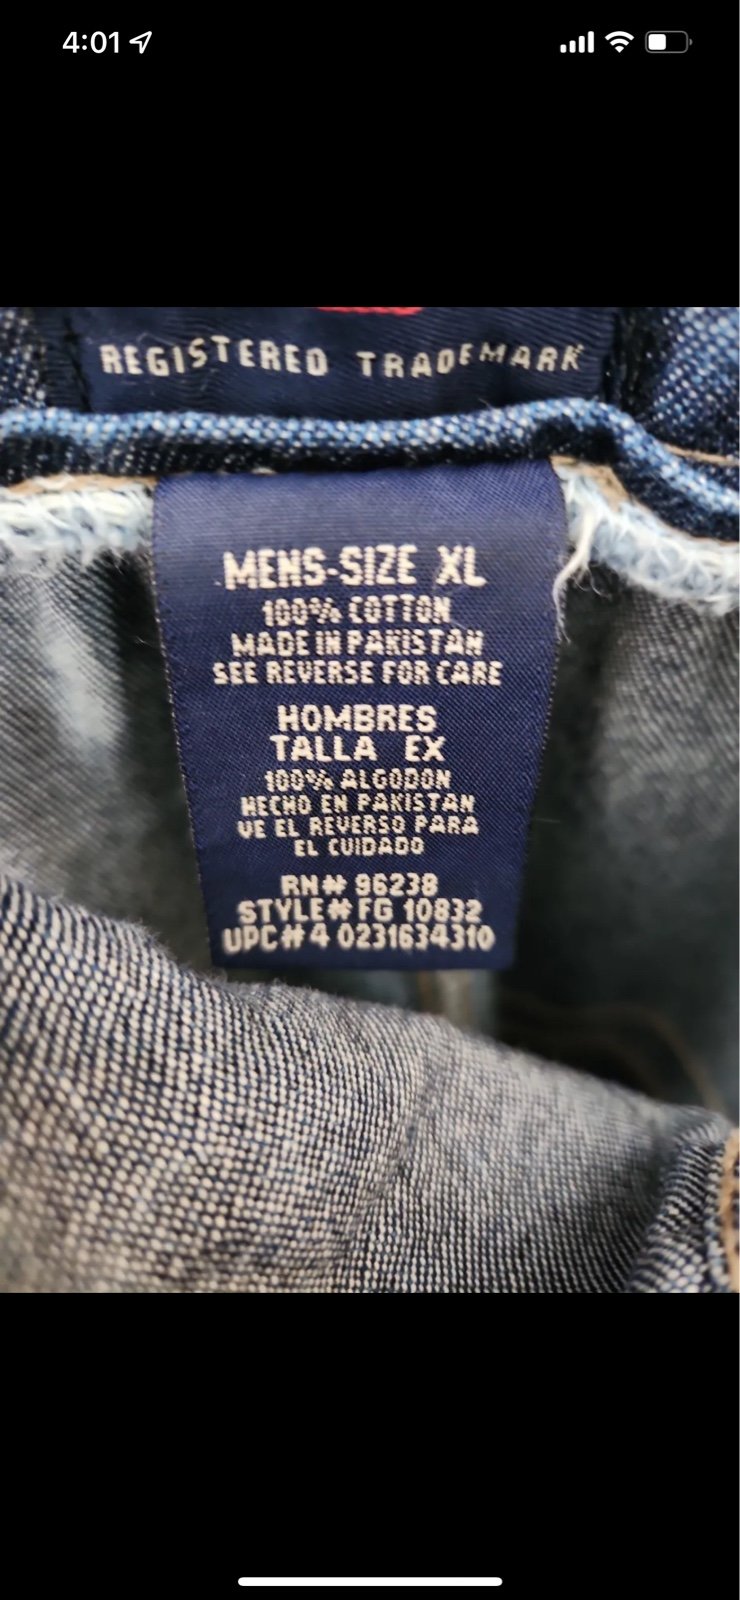 4:01
REGISTERED TRADEMARK
MENS-SIZE XL
100% COTTON
MADE IN PAKISTAN
SEE REVERSE FOR CARE
HOMBRES
TALLA EX
100% ALGODON
HECHO EN PAKISTAN
VE EL REVERSO PARA
EL CUIDADO
RN# 96238
STYLE# FG 10832
UPC# 4 0231634310